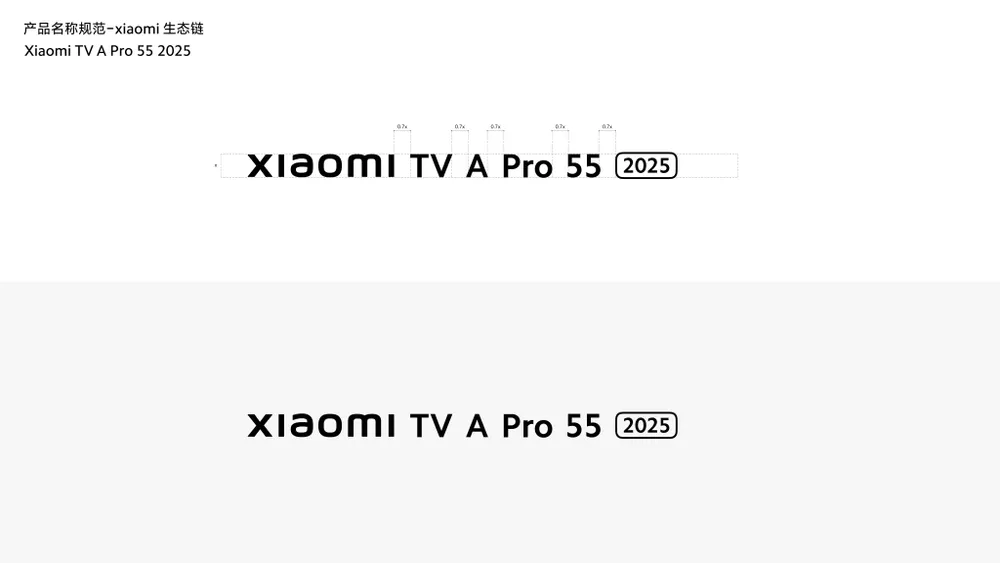 产品名称规范-xiaomi 生态链
Xiaomi TV A Pro 55 2025
0.7x 0.7x 0.7x 0.7x 0.7x
xiaomi TV A Pro 55 2025
xiaomi TV A Pro 55 2025